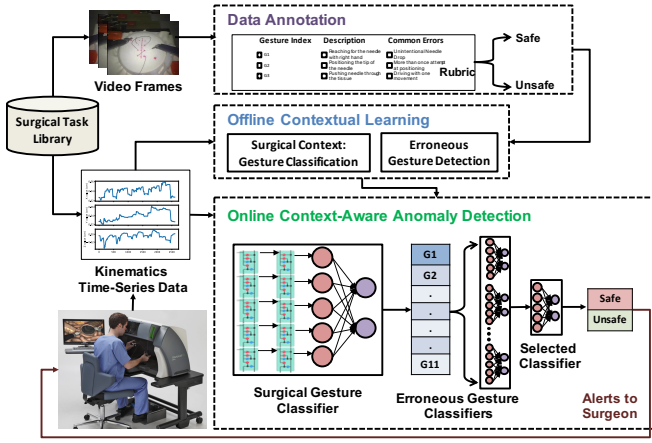 Data Annotation
Gesture Index
Description
Common Errors
G1
Reaching for the needle
with right hand
Unintentional Needle
Drop
G2
Positioning the tip of
the needle
More than once attempt
at positioning
G3
Pushing needle through
the tissue
Driving with one
movement
Rubric
Safe
Unsafe
Video Frames
Surgical Task
Library
Offline Contextual Learning
Surgical Context:
Gesture Classification
Erroneous
Gesture Detection
Kinematics
Time-Series Data
Online Context-Aware Anomaly Detection
G1
G2
.
.
.
.
G11
Surgical Gesture
Classifier
Erroneous Gesture
Classifiers
Selected
Classifier
Safe
Unsafe
Alerts to
Surgeon